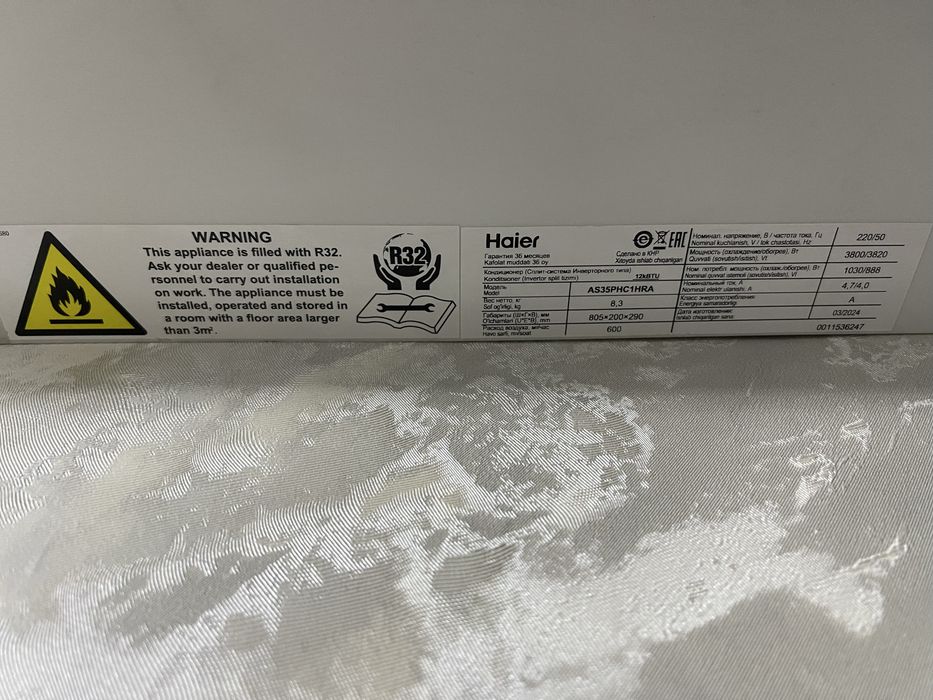 WARNING
This appliance is filled with R32.
Ask your dealer or qualified pe-
rsonnel to carry out installation
on work. The appliance must be
installed, operated and stored in
a room with a floor area larger
than 3m².
R32
Haier
Гарантия 36 месяцев
Kafolat muddati 36 oy
Сделано в КНР
Xitoyda ishlab chiqarilgan
EAC
Кондиционер (Сплит-система Инверторного типа)
Konditsioner (Invertor split tizimi)
12kBTU
Модель
Model
AS35PHC1HRA
Вес нетто, кг
Sof og'irligi, kg
8,3
Габариты (Ш×Г×В), мм
O'lchamlari (U*E*B), mm
805×200×290
Расход воздуха, м³/час
Havo sarfi, m³/soat
600
Номинал. напряжение, В / частота тока, Гц
Nominal kuchlanish, V / tok chastotasi, Hz
220/50
Мощность (охлаждение/обогрев), Вт
Quvvati (sovutish/isitish), Vt
3800/3820
Ном. потребл. мощность (охлаж./обогрев), Вт
Nominal quvvat istemoli (sovutish/isitish), Vt
1030/888
Номинальный ток, А
Nominal elektr ulanishi, A
4,7/4,0
Класс энергопотребления
Energiya samaradorligi
A
Дата изготовления:
Ishlab chiqarilgan sana:
03/2024
0011536247